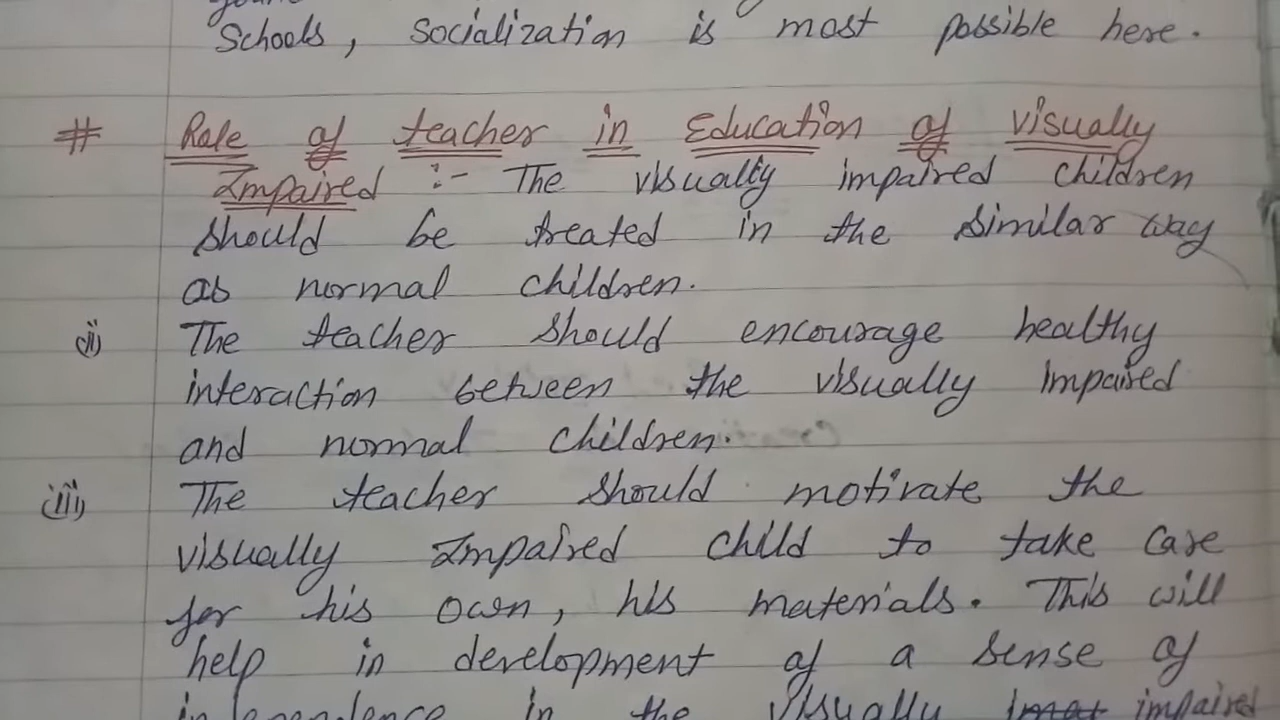 Schools, socialization is most possible here.
# Role of teacher in Education of visually
Impaired :- The visually impaired children
should be treated in the similar way
as normal children.
(ii) The teacher should encourage healthy
interaction between the visually impaired
and normal children.
(iii) The teacher should motivate the
visually Impaired child to take care
for his own, his materials. This will
help in development of a sense of
independence in the visually impaired